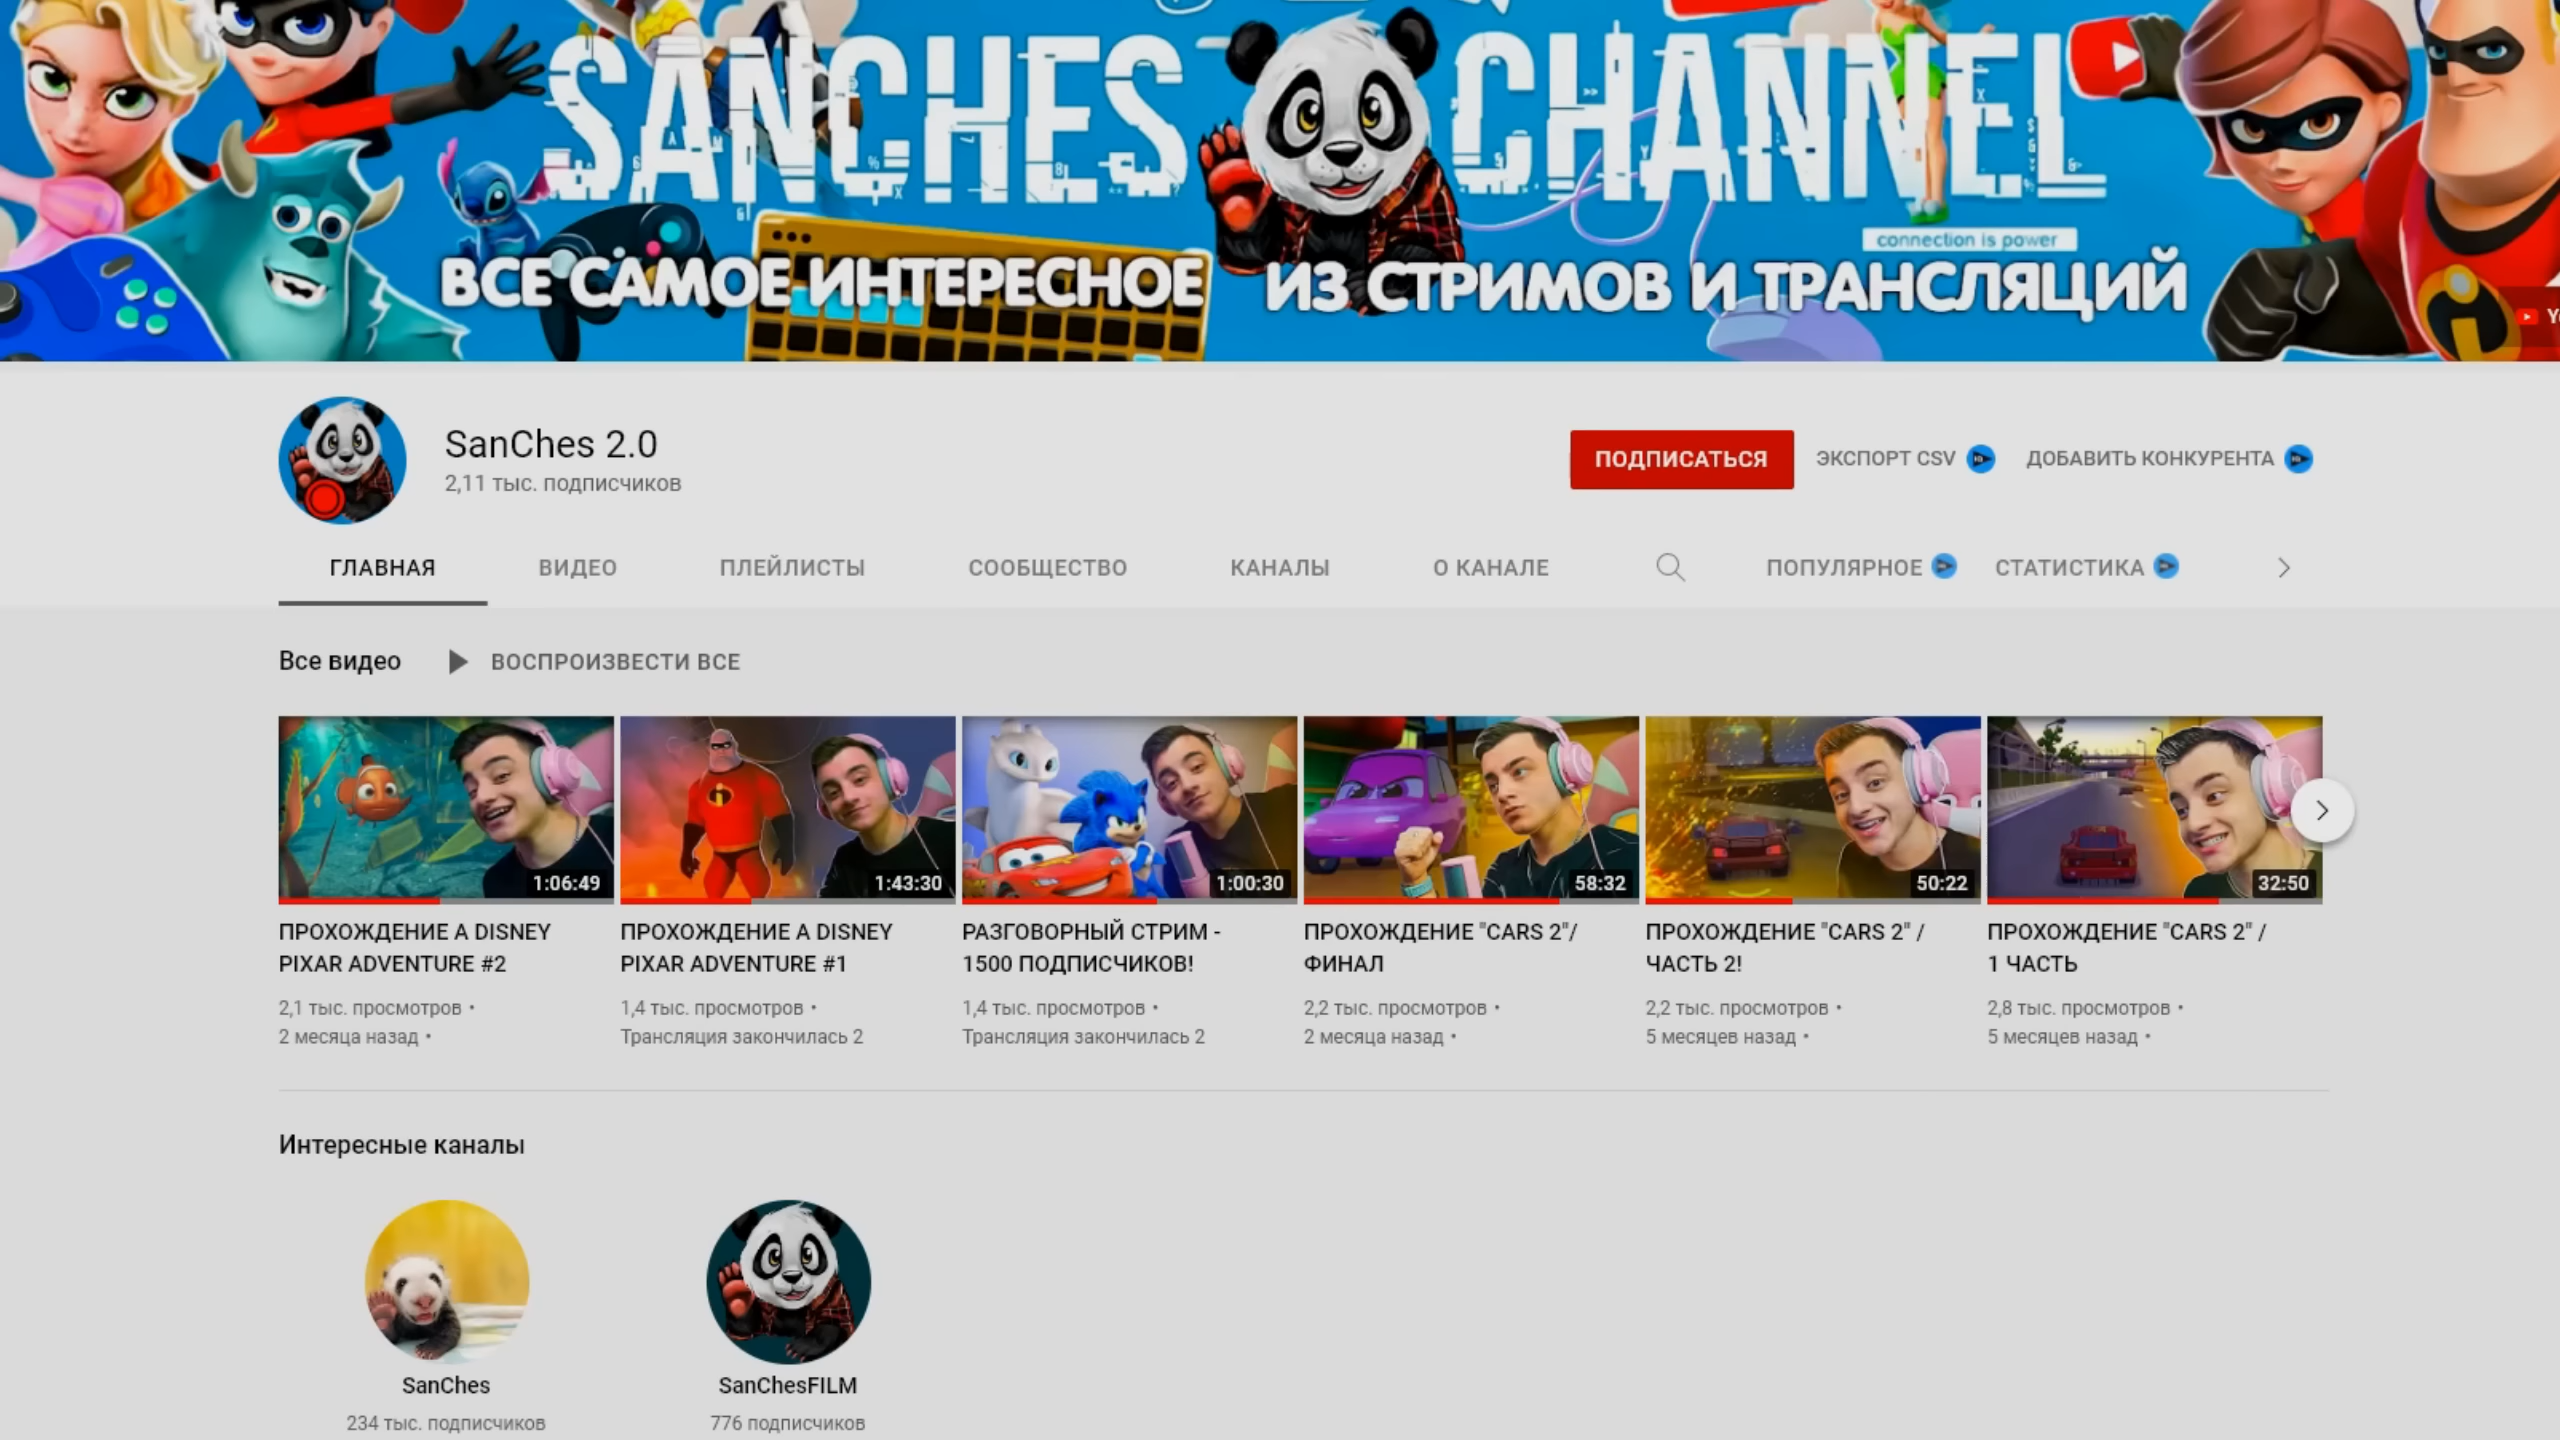 SANCHES CHANNEL
connection is power
ВСЕ САМОЕ ИНТЕРЕСНОЕ ИЗ СТРИМОВ И ТРАНСЛЯЦИЙ
SanChes 2.0
2,11 тыс. подписчиков
ПОДПИСАТЬСЯ
ЭКСПОРТ CSV
ДОБАВИТЬ КОНКУРЕНТА
ГЛАВНАЯ
ВИДЕО
ПЛЕЙЛИСТЫ
СООБЩЕСТВО
КАНАЛЫ
О КАНАЛЕ
ПОПУЛЯРНОЕ
СТАТИСТИКА
Все видео
ВОСПРОИЗВЕСТИ ВСЕ
1:06:49
ПРОХОЖДЕНИЕ A DISNEY
PIXAR ADVENTURE #2
2,1 тыс. просмотров •
2 месяца назад •
1:43:30
ПРОХОЖДЕНИЕ A DISNEY
PIXAR ADVENTURE #1
1,4 тыс. просмотров •
Трансляция закончилась 2
1:00:30
РАЗГОВОРНЫЙ СТРИМ -
1500 ПОДПИСЧИКОВ!
1,4 тыс. просмотров •
Трансляция закончилась 2
58:32
ПРОХОЖДЕНИЕ "CARS 2"/
ФИНАЛ
2,2 тыс. просмотров •
2 месяца назад •
50:22
ПРОХОЖДЕНИЕ "CARS 2" /
ЧАСТЬ 2!
2,2 тыс. просмотров •
5 месяцев назад •
32:50
ПРОХОЖДЕНИЕ "CARS 2" /
1 ЧАСТЬ
2,8 тыс. просмотров •
5 месяцев назад •
Интересные каналы
SanChes
234 тыс. подписчиков
SanChesFILM
776 подписчиков